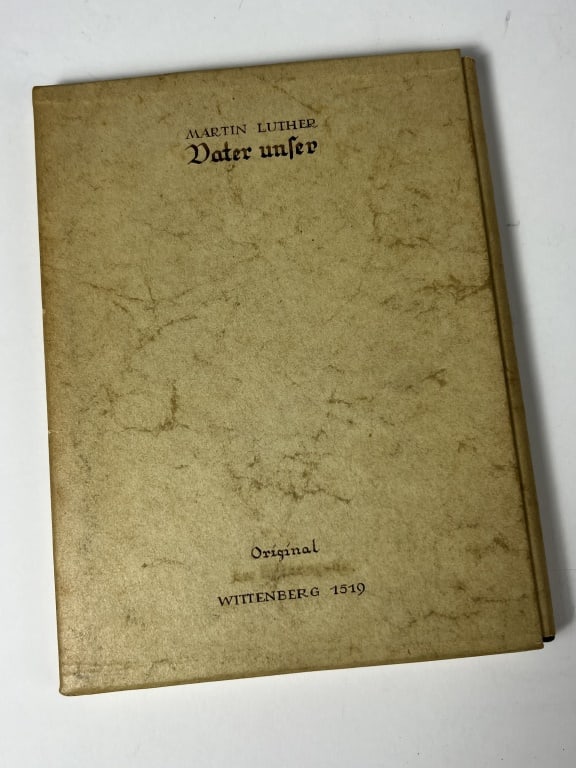 MARTIN LUTHER
Vater unſer
Original
WITTENBERG 1519